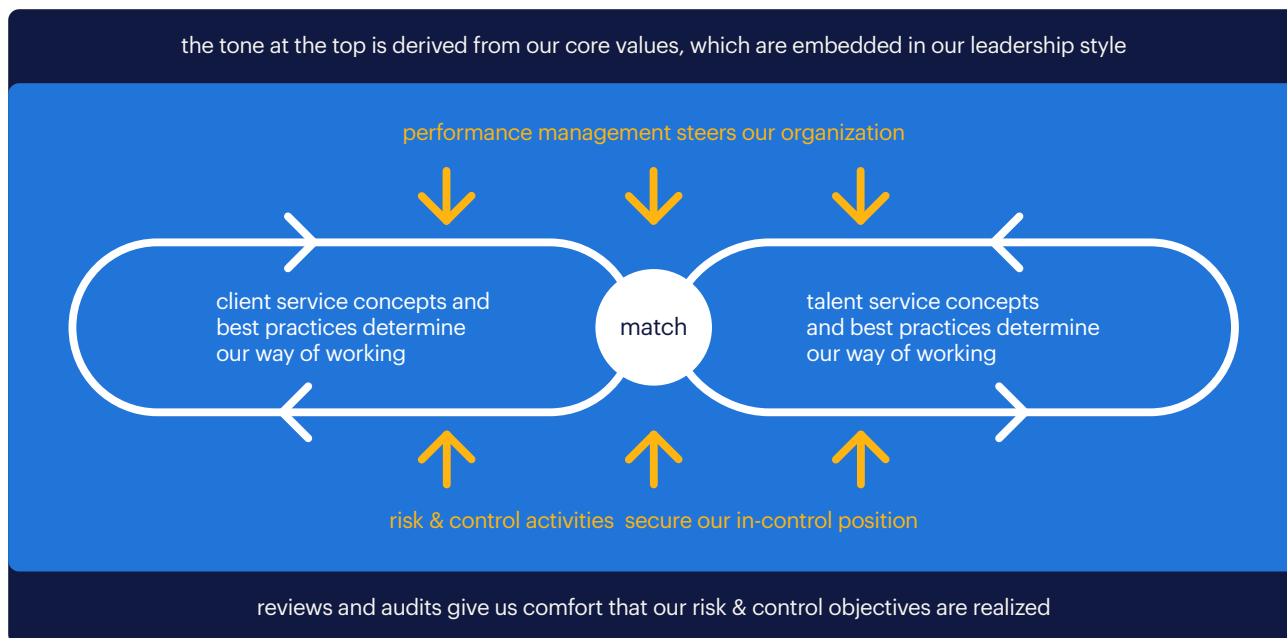 the tone at the top is derived from our core values, which are embedded in our leadership style
performance management steers our organization
client service concepts and
best practices determine
our way of working
match
talent service concepts
and best practices determine
our way of working
risk & control activities secure our in-control position
reviews and audits give us comfort that our risk & control objectives are realized